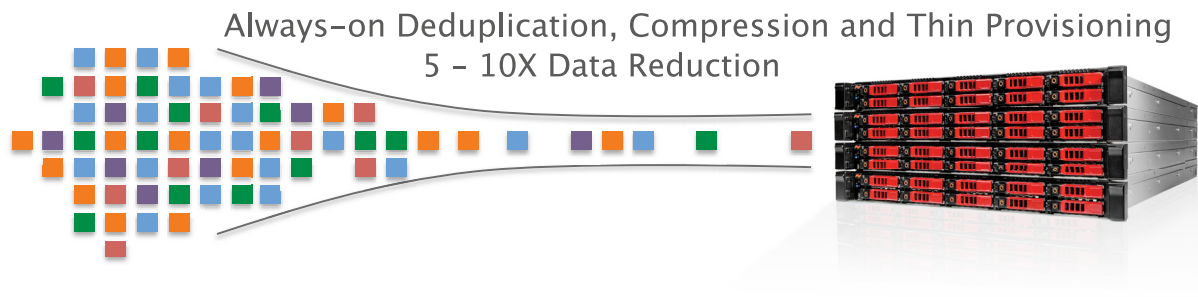 Always-on Deduplication, Compression and Thin Provisioning
5 - 10X Data Reduction